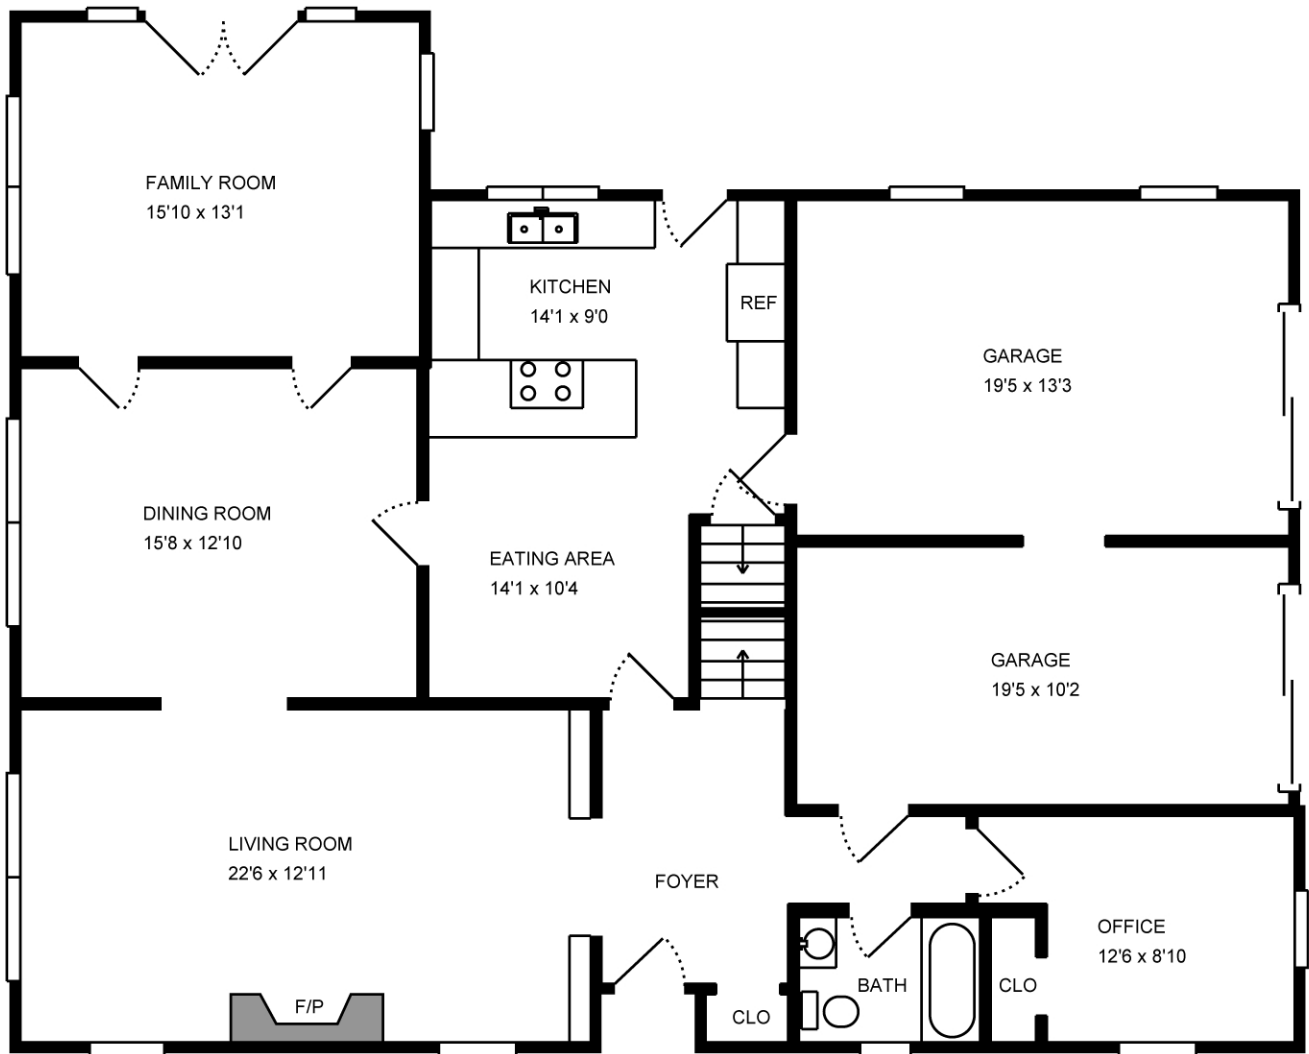 FAMILY ROOM
15'10 x 13'1
KITCHEN
14'1 x 9'0
REF
GARAGE
19'5 x 13'3
DINING ROOM
15'8 x 12'10
EATING AREA
14'1 x 10'4
GARAGE
19'5 x 10'2
LIVING ROOM
22'6 x 12'11
FOYER
OFFICE
12'6 x 8'10
BATH
CLO
F/P
CLO